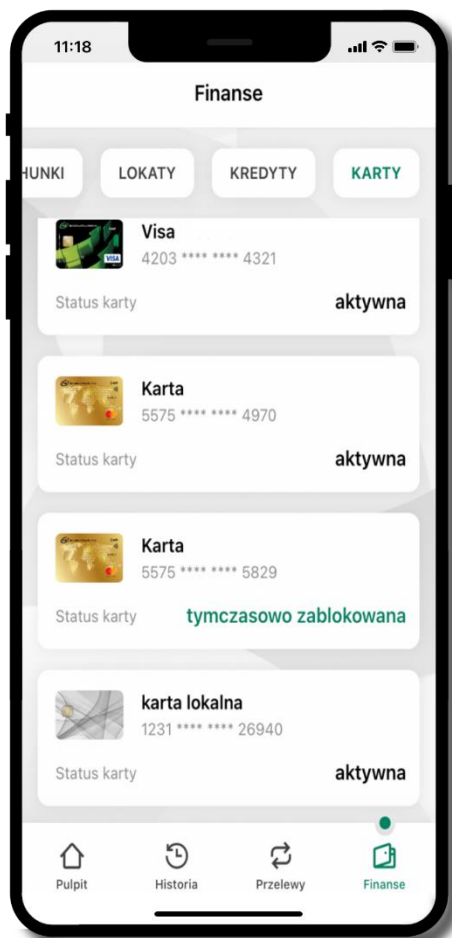 11:18
Finanse
HUNKI LOKATY KREDYTY KARTY
VISA
Visa
4203 **** **** 4321
Status karty aktywna
Karta
5575 **** **** 4970
Status karty aktywna
Karta
5575 **** **** 5829
Status karty tymczasowo zablokowana
karta lokalna
1231 **** **** 26940
Status karty aktywna
Pulpit Historia Przelewy Finanse